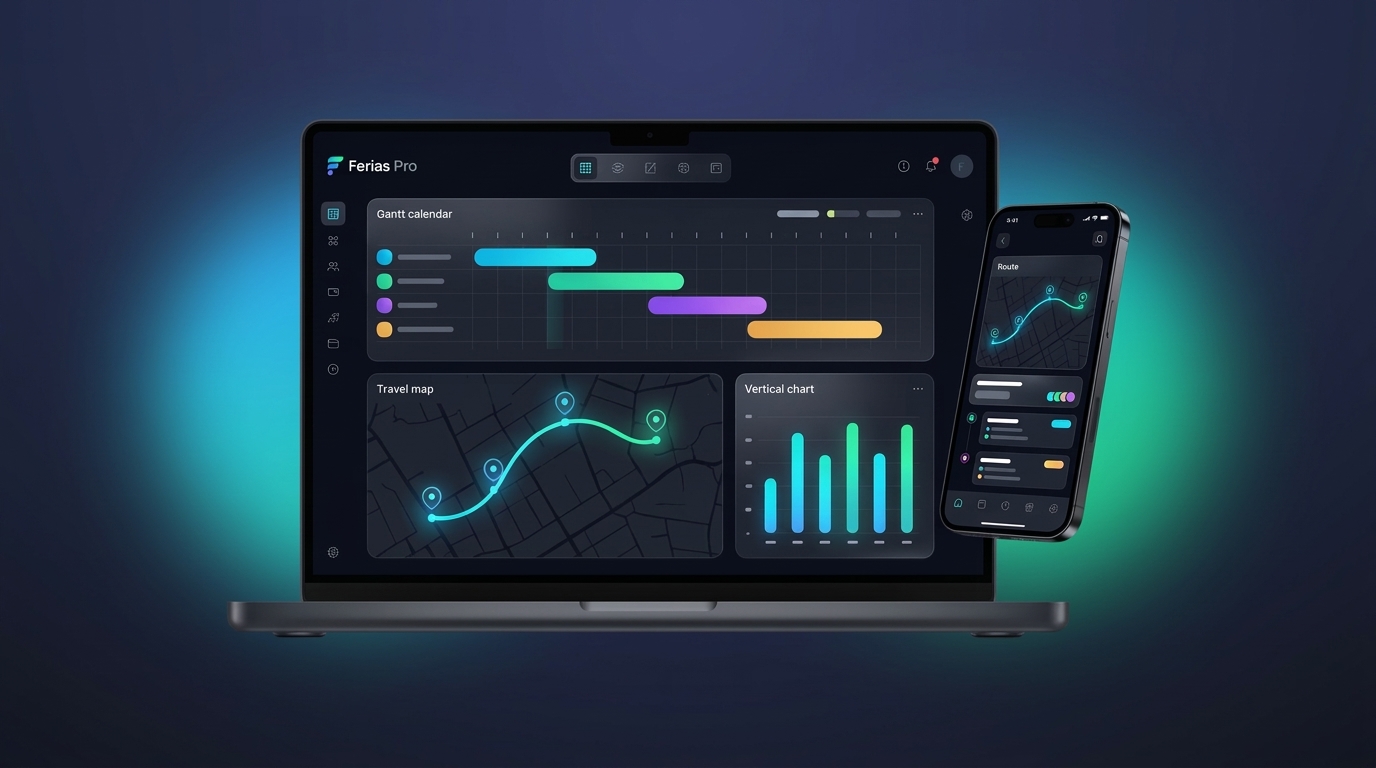 Ferias Pro
F
Gantt calendar
Travel map
Vertical chart
Route